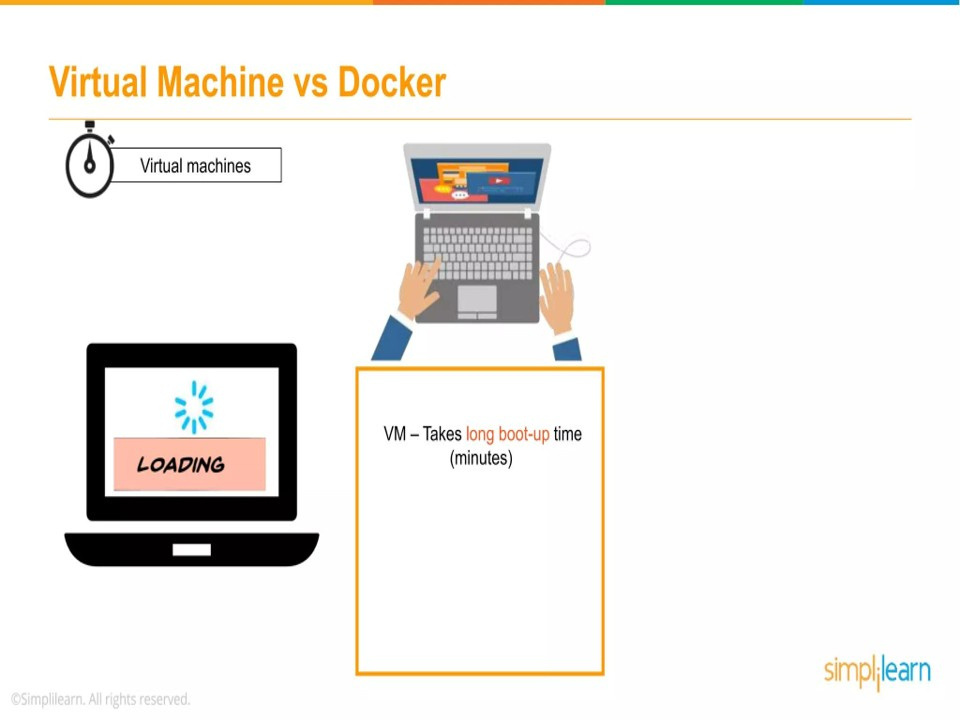 Virtual Machine vs Docker
Virtual machines
LOADING
VM – Takes long boot-up time
(minutes)
simplilearn
©Simplilearn. All rights reserved.